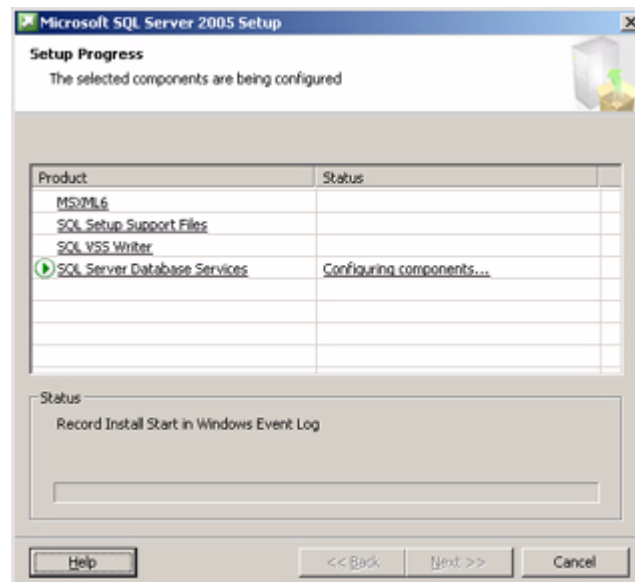 Microsoft SQL Server 2005 Setup
Setup Progress
The selected components are being configured
Product Status
MSXML6
SQL Setup Support Files
SQL VSS Writer
SQL Server Database Services Configuring components...
Status
Record Install Start in Windows Event Log
Help << Back Next >> Cancel